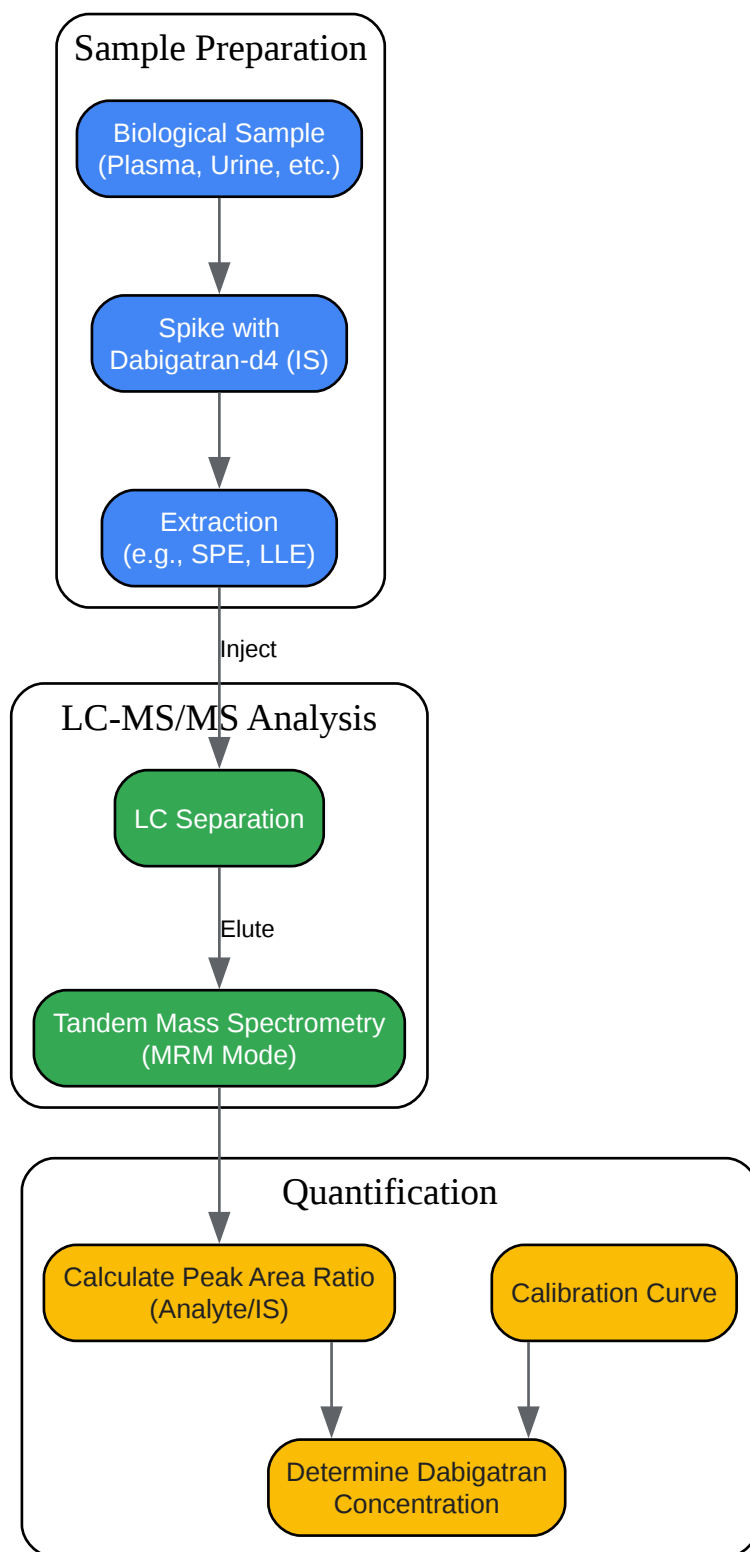 Sample Preparation
Biological Sample
(Plasma, Urine, etc.)
Spike with
Dabigatran-d4 (IS)
Extraction
(e.g., SPE, LLE)
Inject
LC-MS/MS Analysis
LC Separation
Elute
Tandem Mass Spectrometry
(MRM Mode)
Quantification
Calculate Peak Area Ratio
(Analyte/IS)
Calibration Curve
Determine Dabigatran
Concentration